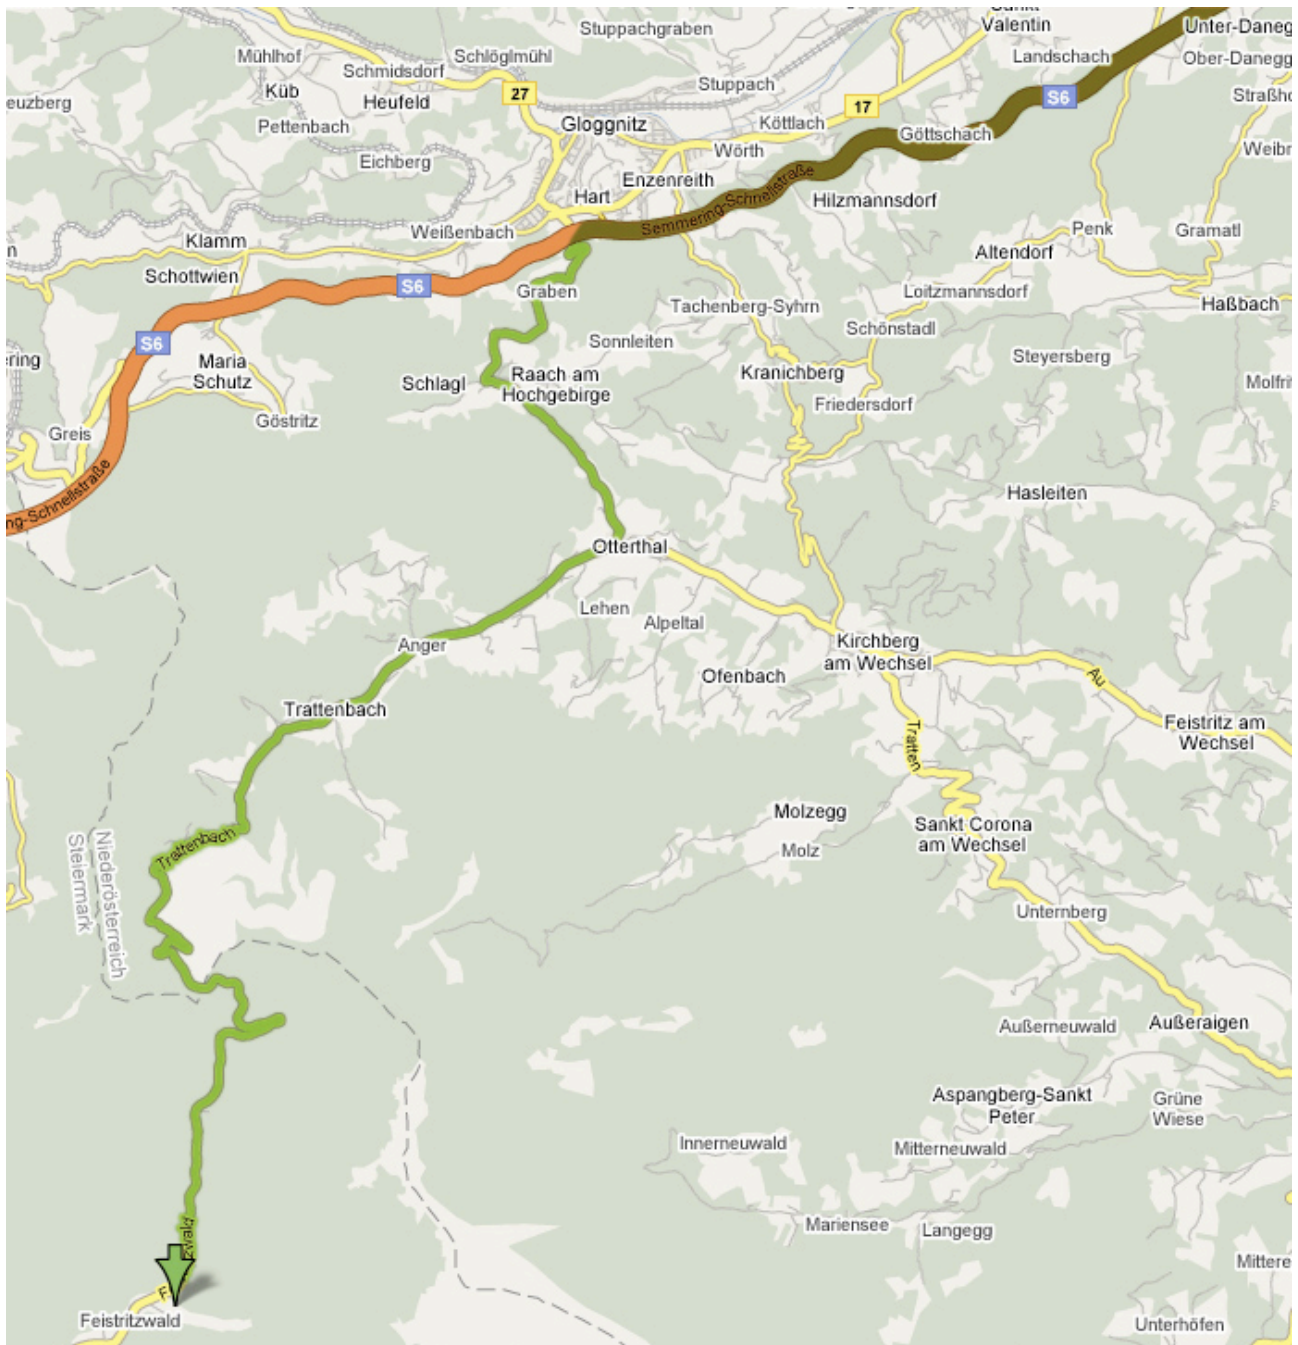 Sankt
Valentin
Unter-Daneg
Stuppachgraben
Landschach
Ober-Danegg
Mühlhof
Schlöglmühl
Schmidsdorf
Stuppach
Küb
Heufeld
27
S6
17
Straßho
euzberg
Pettenbach
Gloggnitz
Köttlach
Göttschach
Eichberg
Wörth
Weibr
Enzenreith
Hart
Semmering-Schnellstraße
Hilzmannsdorf
Weißenbach
Klamm
Penk
Gramatl
m
Altendorf
Schottwien
S6
Graben
Loitzmannsdorf
Haßbach
Tachenberg-Syhrn
Schönstadl
S6
Sonnleiten
Steyersberg
ering
Maria
Schutz
Schlagl
Raach am
Hochgebirge
Kranichberg
Molfrit
Friedersdorf
Göstritz
Greis
ng-Schnellstraße
Hasleiten
Otterthal
Lehen
Alpeltal
Anger
Kirchberg
am Wechsel
Ofenbach
Au
Trattenbach
Tratten
Feistritz am
Wechsel
Molzegg
Sankt Corona
am Wechsel
Trattenbach
Molz
Niederösterreich
Steiermark
Unternberg
Außerneuwald
Außeraigen
Aspangberg-Sankt
Peter
Grüne
Wiese
Innerneuwald
Mitterneuwald
Mariensee
Langegg
Mittere
Feistritzwald
Unterhöfen